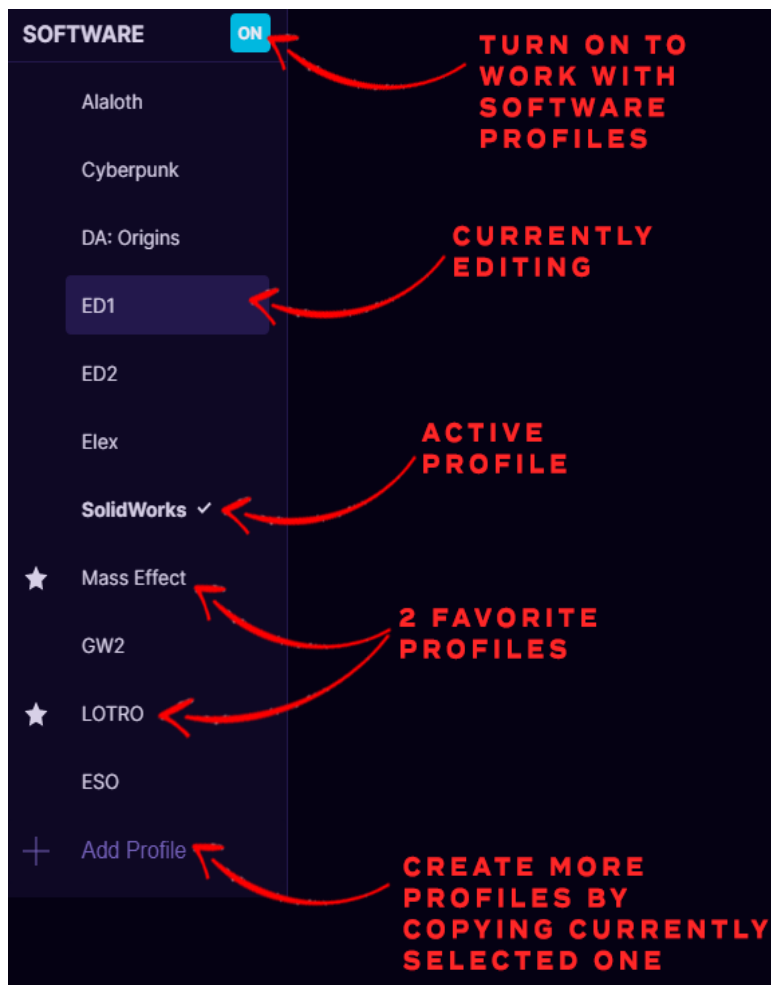 SOFTWARE ON
TURN ON TO
WORK WITH
SOFTWARE
PROFILES
Alaloth
Cyberpunk
DA: Origins
CURRENTLY
EDITING
ED1
ED2
Elex
ACTIVE
PROFILE
SolidWorks
Mass Effect
2 FAVORITE
PROFILES
GW2
LOTRO
ESO
Add Profile
CREATE MORE
PROFILES BY
COPYING CURRENTLY
SELECTED ONE